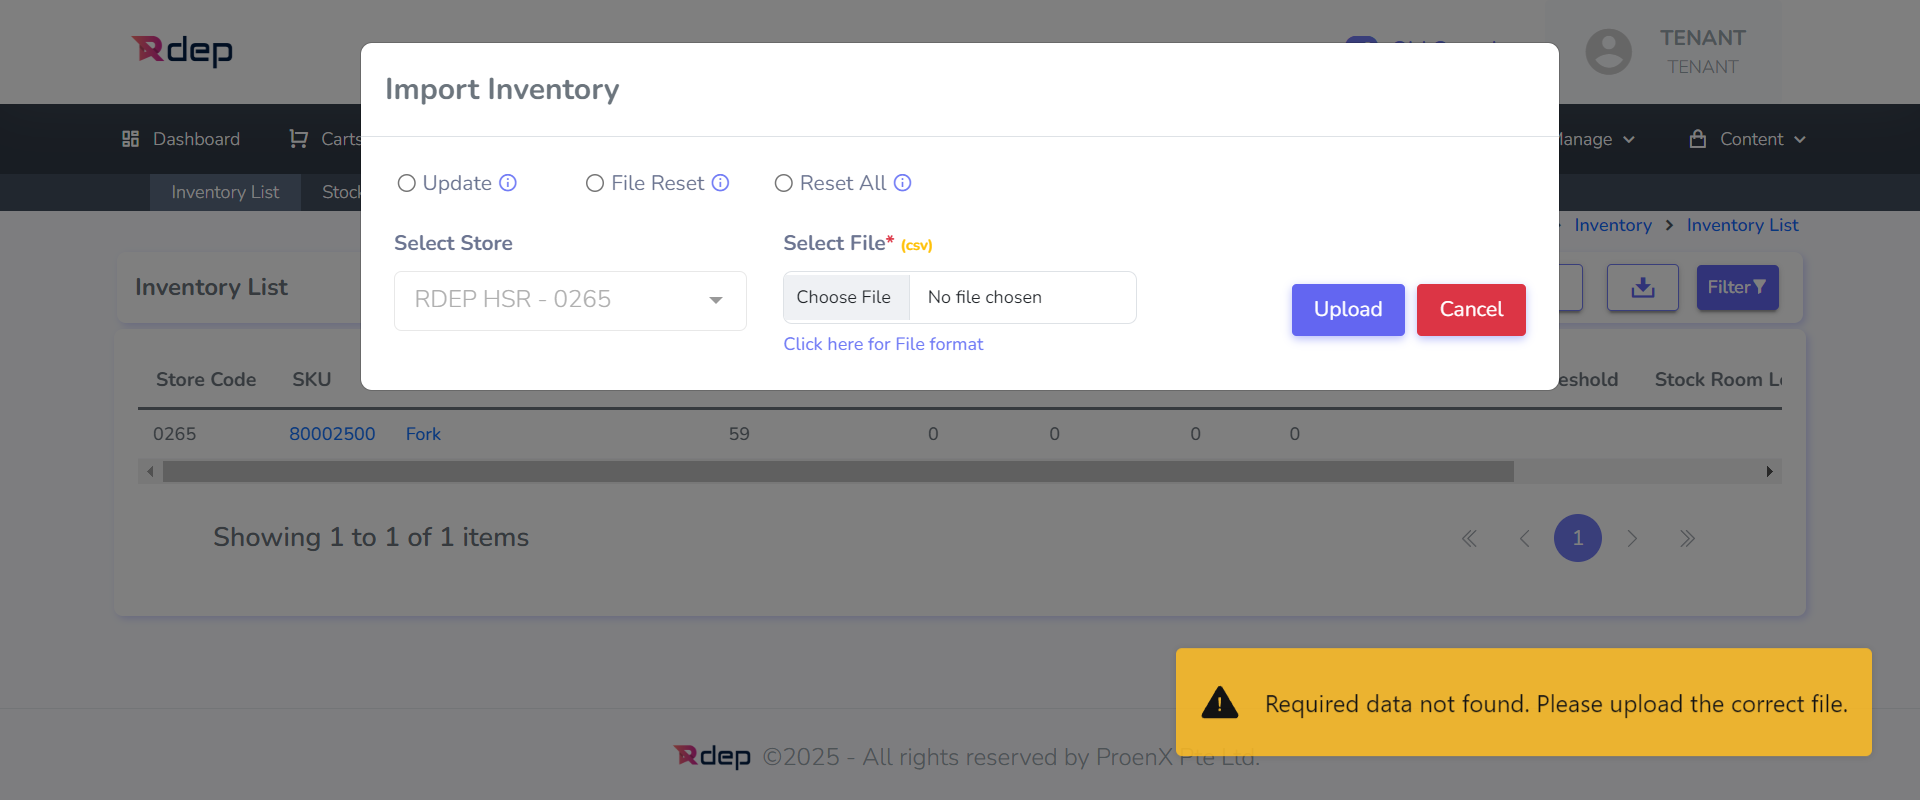 Rdep
TENANT
TENANT
Import Inventory
Dashboard
Carts
Manage
Content
Update
File Reset
Reset All
Inventory List
Stock
Inventory
Inventory List
Select Store
Select File* (csv)
RDEP HSR - 0265
Choose File
No file chosen
Upload
Cancel
Click here for File format
Inventory List
Filter
Store Code
SKU
eshold
Stock Room
0265
80002500
Fork
59
0
0
0
0
Showing 1 to 1 of 1 items
1
Required data not found. Please upload the correct file.
Rdep ©2025 - All rights reserved by ProenX Pte Ltd.